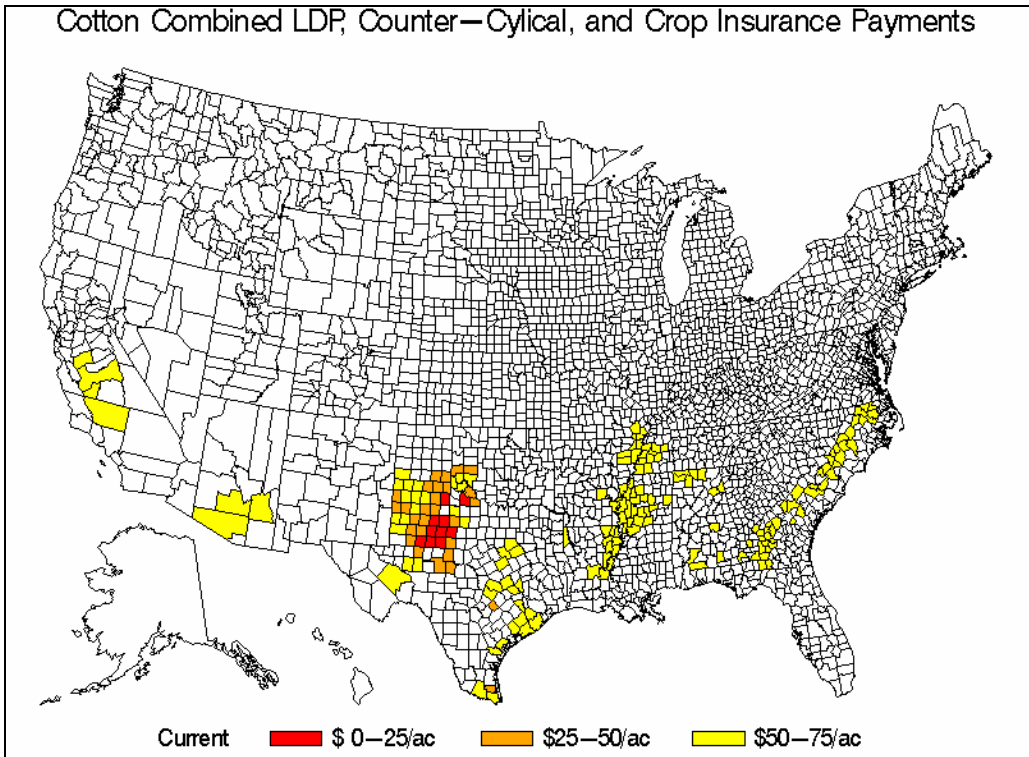 Cotton Combined LDP, Counter–Cylical, and Crop Insurance Payments
Current $ 0–25/ac $25–50/ac $50–75/ac